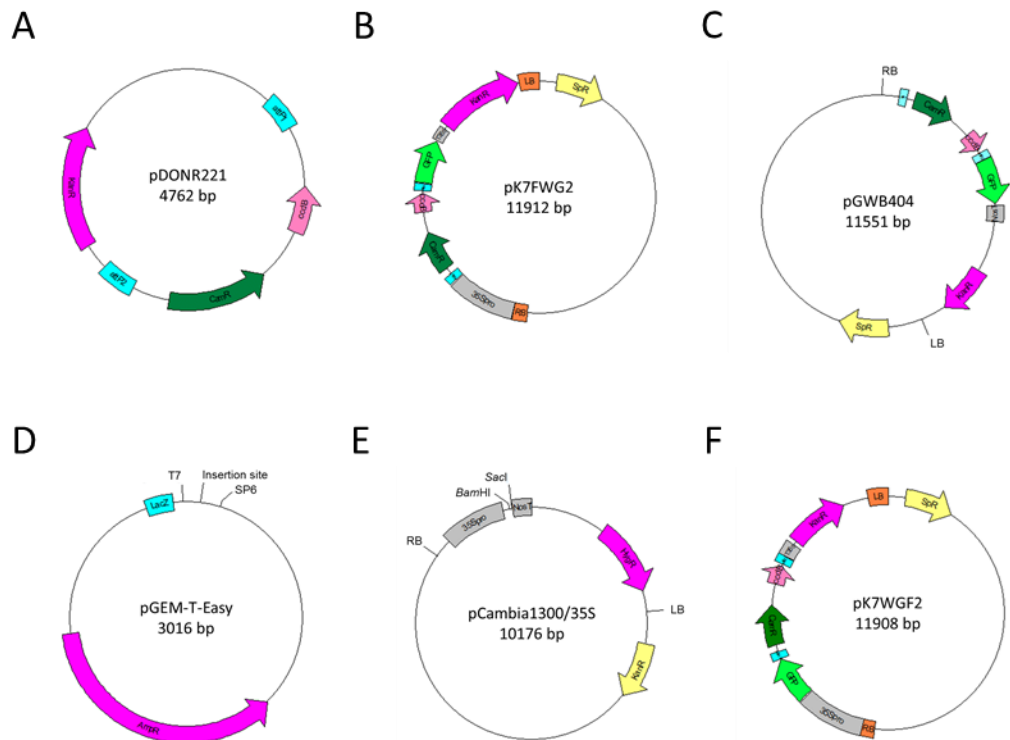 A
attP1
KanR
pDONR221
4762 bp
ccdB
attP2
CamR
B
KanR
LB
SpR
GFP
pK7FWG2
11912 bp
ccdB
CamR
35Spro
RB
C
RB
CamR
ccdB
GFP
pGWB404
11551 bp
NosT
KanR
SpR
LB
D
T7
Insertion site
SP6
LacZ
pGEM-T-Easy
3016 bp
AmpR
E
SacI
BamHI
NosT
35Spro
RB
HygR
pCambia1300/35S
10176 bp
LB
KanR
F
LB
SpR
KanR
ccdB
CamR
pK7WGF2
11908 bp
GFP
35Spro
RB